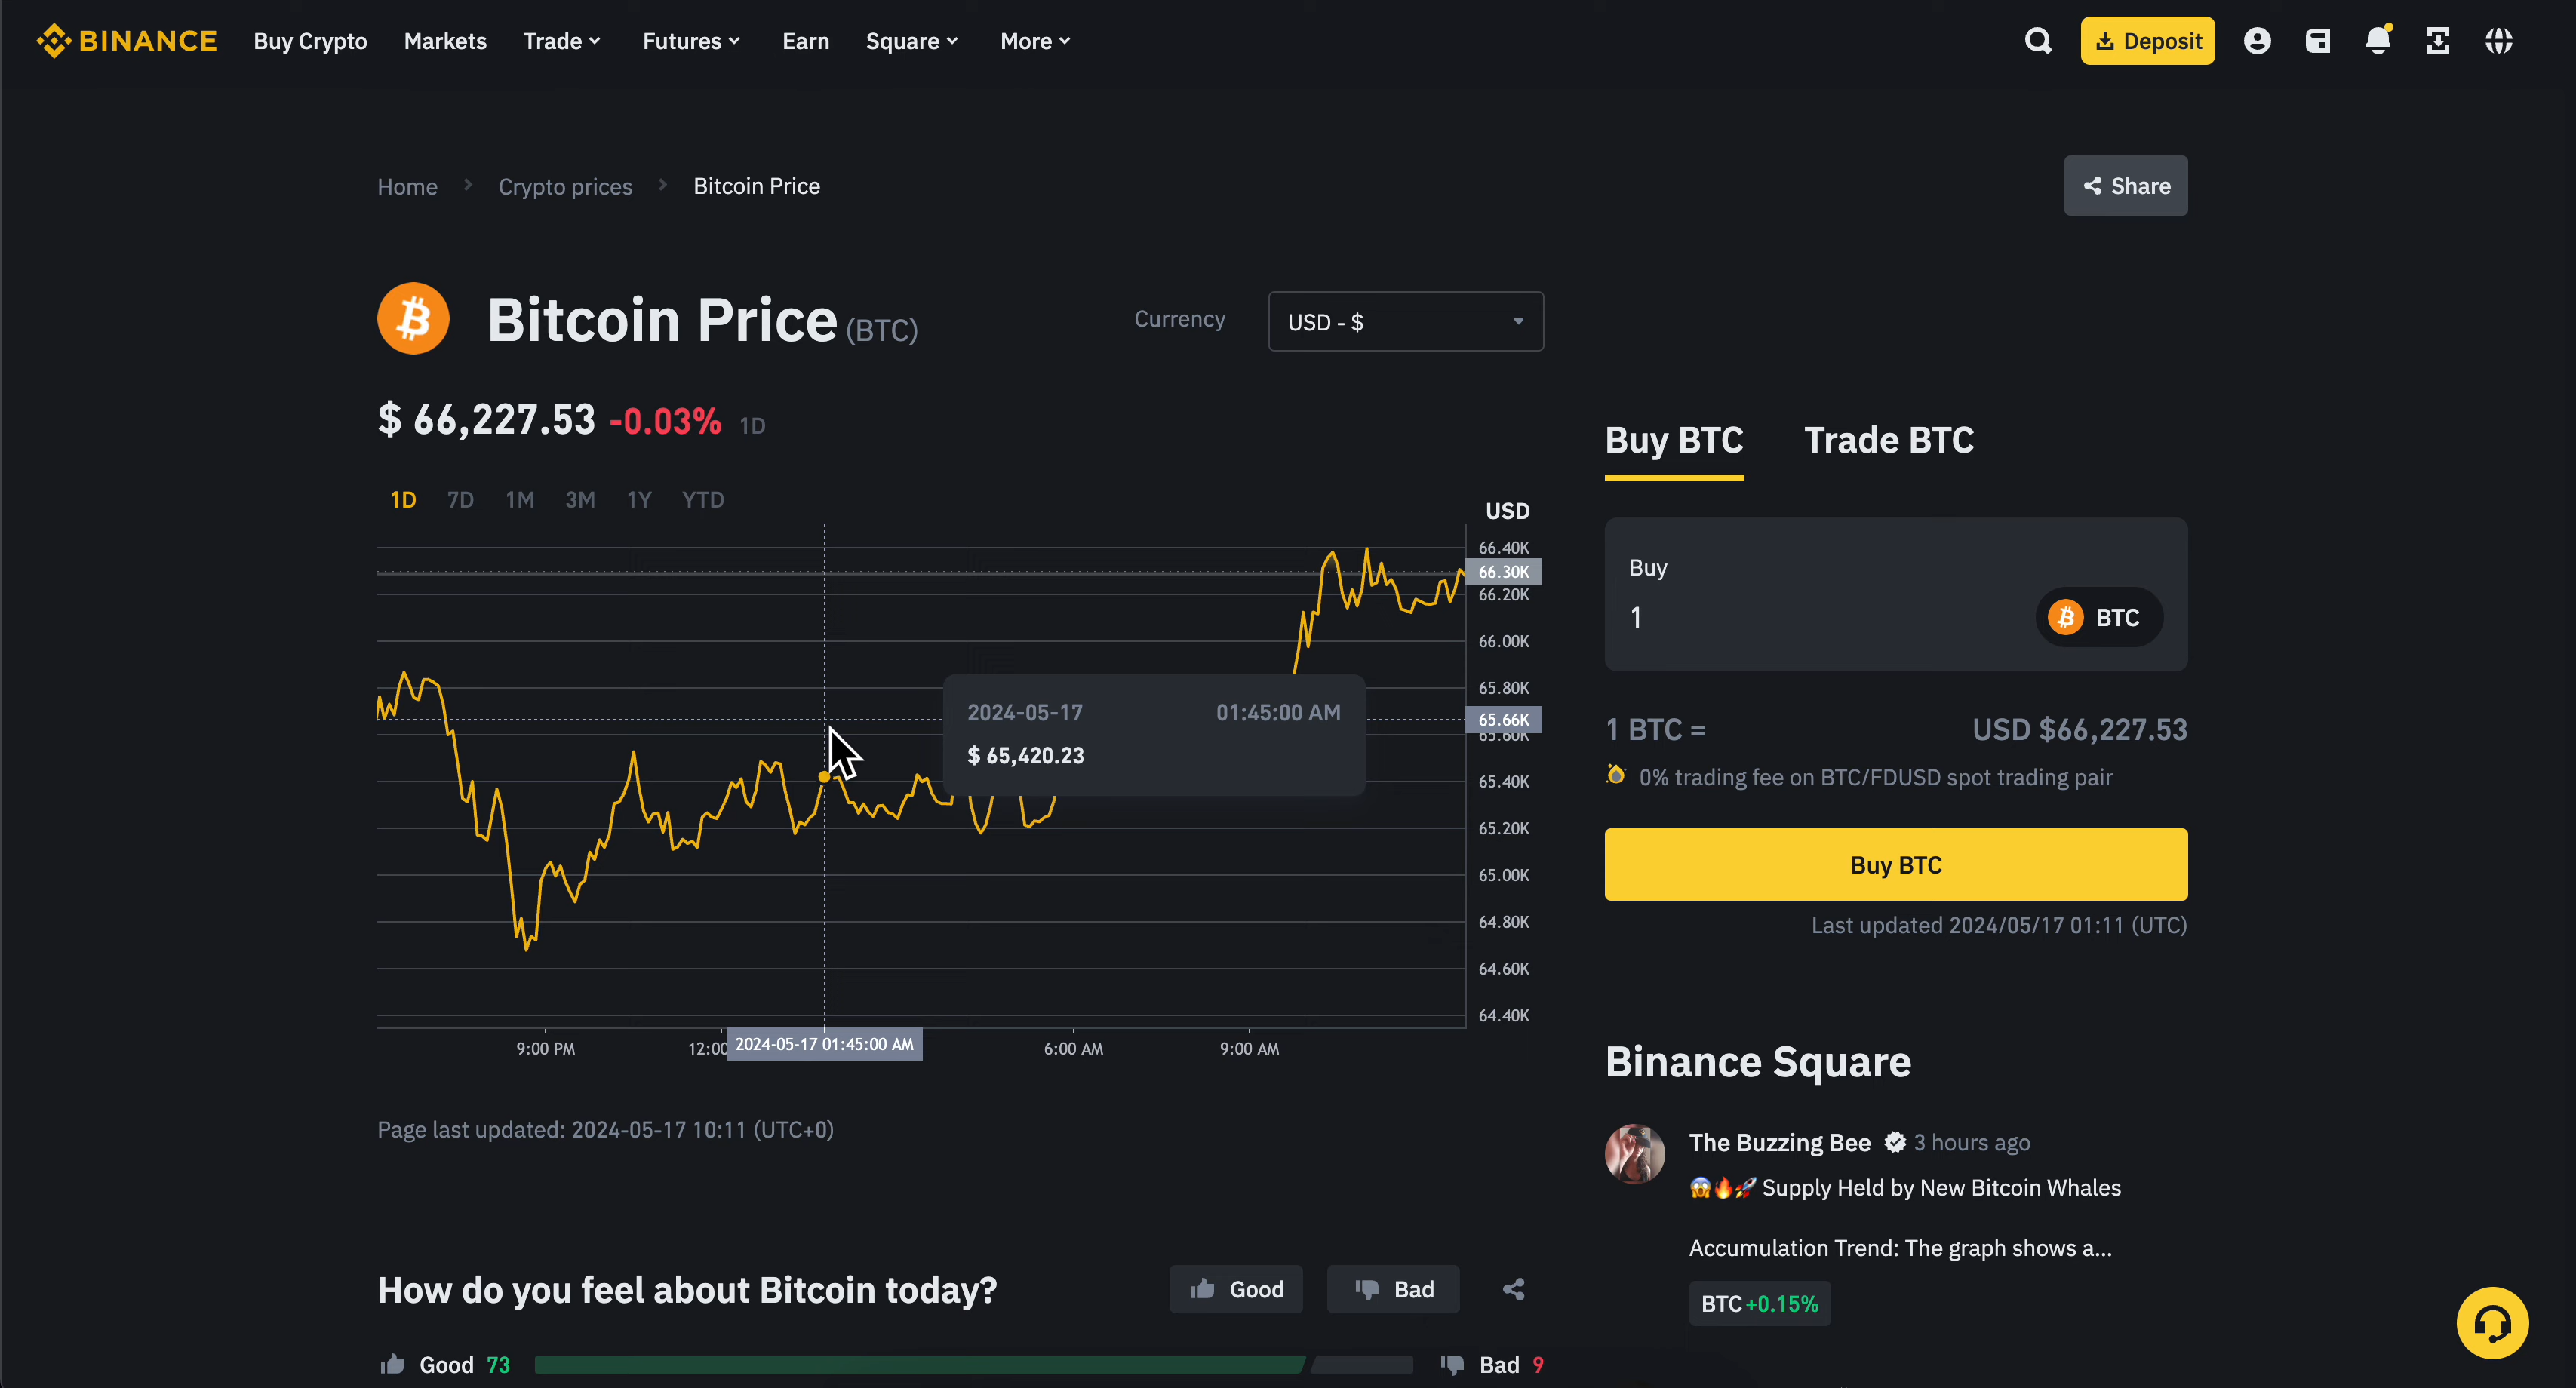 BINANCE Buy Crypto Markets Trade Futures Earn Square More Deposit
Home Crypto prices Bitcoin Price Share
Bitcoin Price (BTC) Currency USD - $
$ 66,227.53 -0.03% 1D
1D 7D 1M 3M 1Y YTD
USD
66.40K
66.30K
66.20K
66.00K
65.80K
65.66K
65.60K
65.40K
65.20K
65.00K
64.80K
64.60K
64.40K
2024-05-17 01:45:00 AM
$ 65,420.23
9:00 PM 12:00 2024-05-17 01:45:00 AM 6:00 AM 9:00 AM
Page last updated: 2024-05-17 10:11 (UTC+0)
How do you feel about Bitcoin today? Good Bad
Good 73 Bad 9
Buy BTC Trade BTC
Buy
1 BTC
1 BTC = USD $66,227.53
0% trading fee on BTC/FDUSD spot trading pair
Buy BTC
Last updated 2024/05/17 01:11 (UTC)
Binance Square
The Buzzing Bee 3 hours ago
😱🔥🚀 Supply Held by New Bitcoin Whales
Accumulation Trend: The graph shows a...
BTC +0.15%